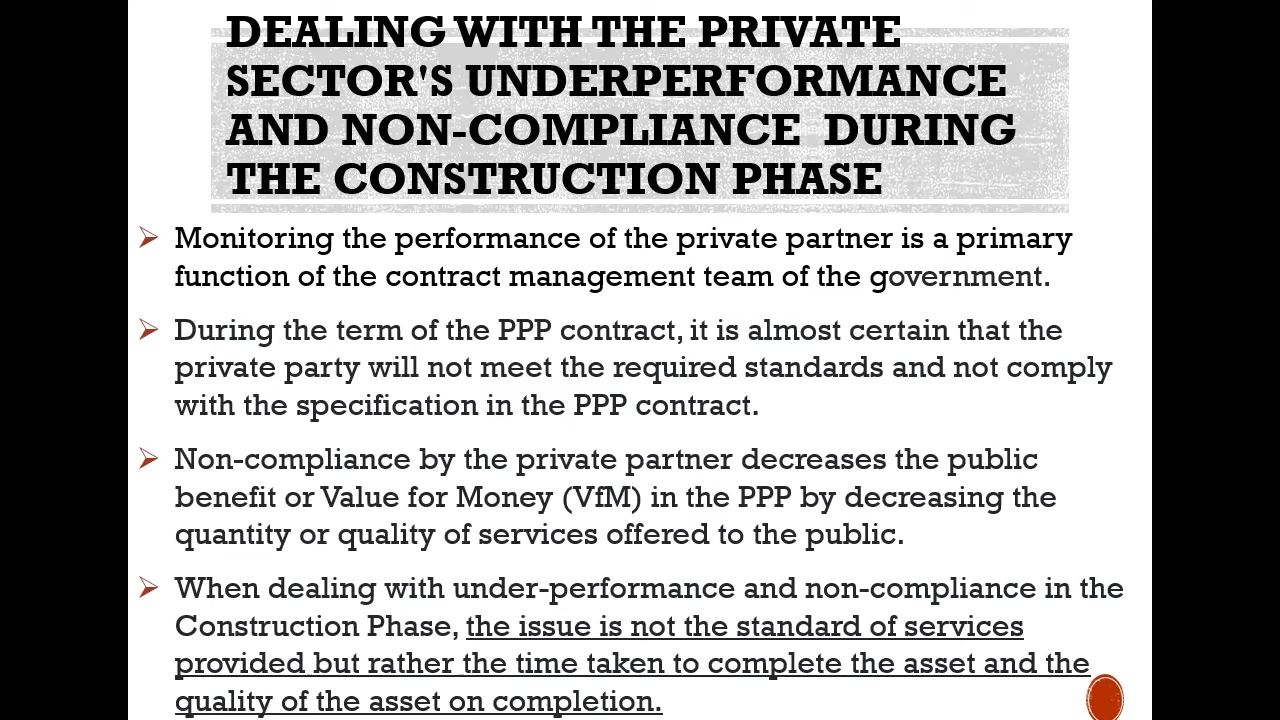 DEALING WITH THE PRIVATE
SECTOR'S UNDERPERFORMANCE
AND NON-COMPLIANCE DURING
THE CONSTRUCTION PHASE
Monitoring the performance of the private partner is a primary
function of the contract management team of the government.
During the term of the PPP contract, it is almost certain that the
private party will not meet the required standards and not comply
with the specification in the PPP contract.
Non-compliance by the private partner decreases the public
benefit or Value for Money (VfM) in the PPP by decreasing the
quantity or quality of services offered to the public.
When dealing with under-performance and non-compliance in the
Construction Phase, the issue is not the standard of services
provided but rather the time taken to complete the asset and the
quality of the asset on completion.